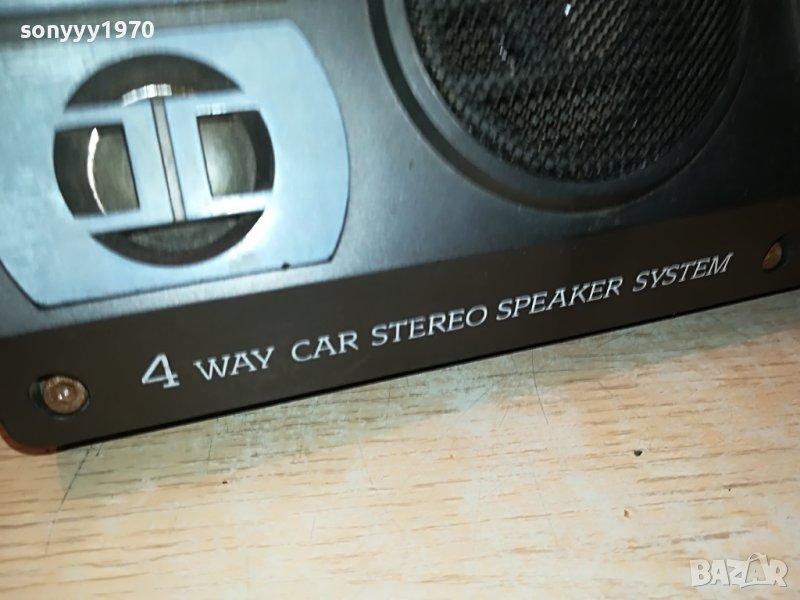 sonyyy1970
4 WAY CAR STEREO SPEAKER SYSTEM
BAZAR